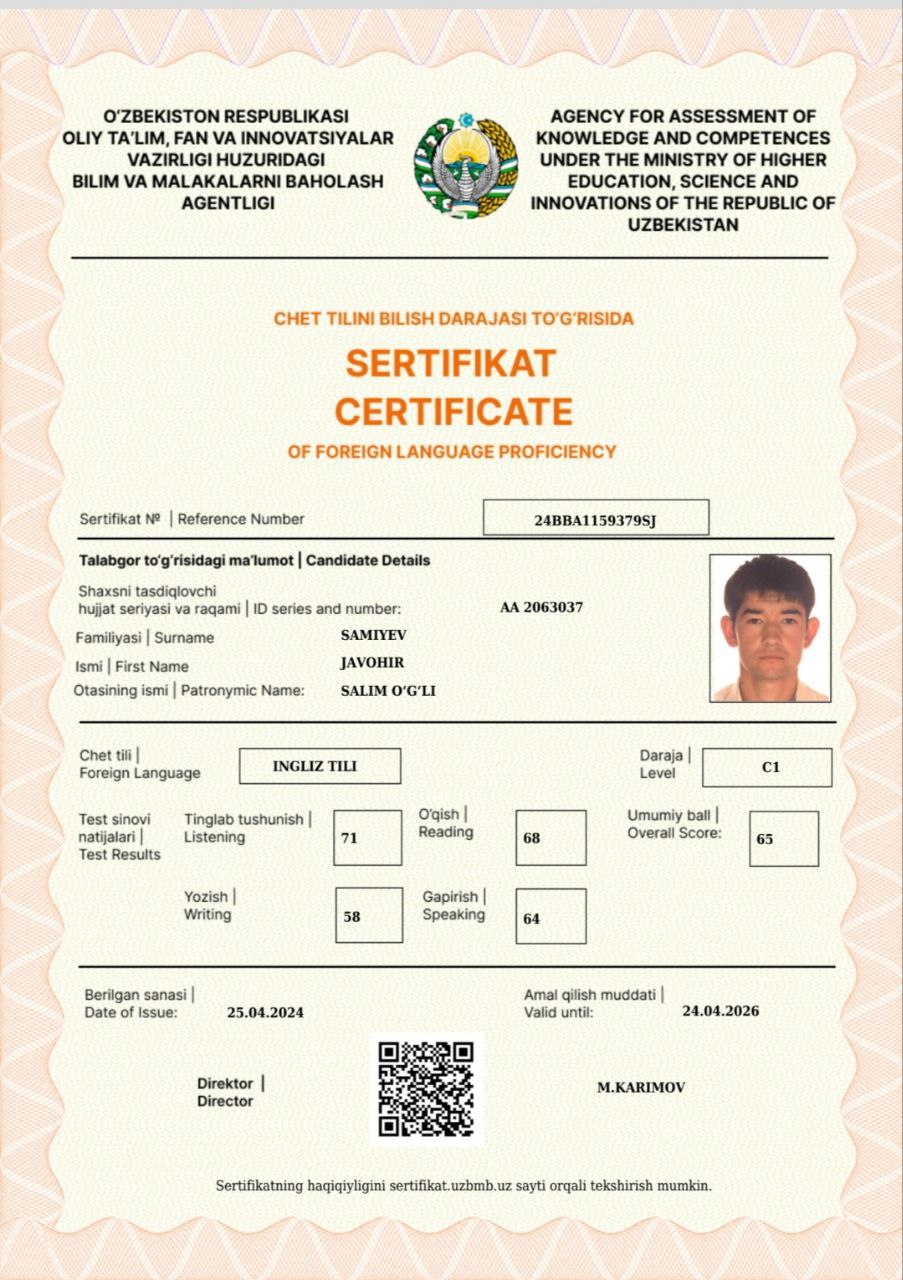 O‘ZBEKISTON RESPUBLIKASI
OLIY TA’LIM, FAN VA INNOVATSIYALAR
VAZIRLIGI HUZURIDAGI
BILIM VA MALAKALARNI BAHOLASH
AGENTLIGI
AGENCY FOR ASSESSMENT OF
KNOWLEDGE AND COMPETENCES
UNDER THE MINISTRY OF HIGHER
EDUCATION, SCIENCE AND
INNOVATIONS OF THE REPUBLIC OF
UZBEKISTAN
CHET TILINI BILISH DARAJASI TO‘G‘RISIDA
SERTIFIKAT
CERTIFICATE
OF FOREIGN LANGUAGE PROFICIENCY
Sertifikat № | Reference Number 24BBA1159379SJ
Talabgor to‘g‘risidagi ma’lumot | Candidate Details
Shaxsni tasdiqlovchi
hujjat seriyasi va raqami | ID series and number: AA 2063037
Familiyasi | Surname SAMIYEV
Ismi | First Name JAVOHIR
Otasining ismi | Patronymic Name: SALIM O‘G‘LI
Chet tili |
Foreign Language
INGLIZ TILI
Daraja |
Level
C1
Test sinovi
natijalari |
Test Results
Tinglab tushunish |
Listening
71
O‘qish |
Reading
68
Umumiy ball |
Overall Score:
65
Yozish |
Writing
58
Gapirish |
Speaking
64
Berilgan sanasi |
Date of Issue: 25.04.2024
Amal qilish muddati |
Valid until: 24.04.2026
Direktor |
Director
M.KARIMOV
Sertifikatning haqiqiyligini sertifikat.uzbmb.uz sayti orqali tekshirish mumkin.